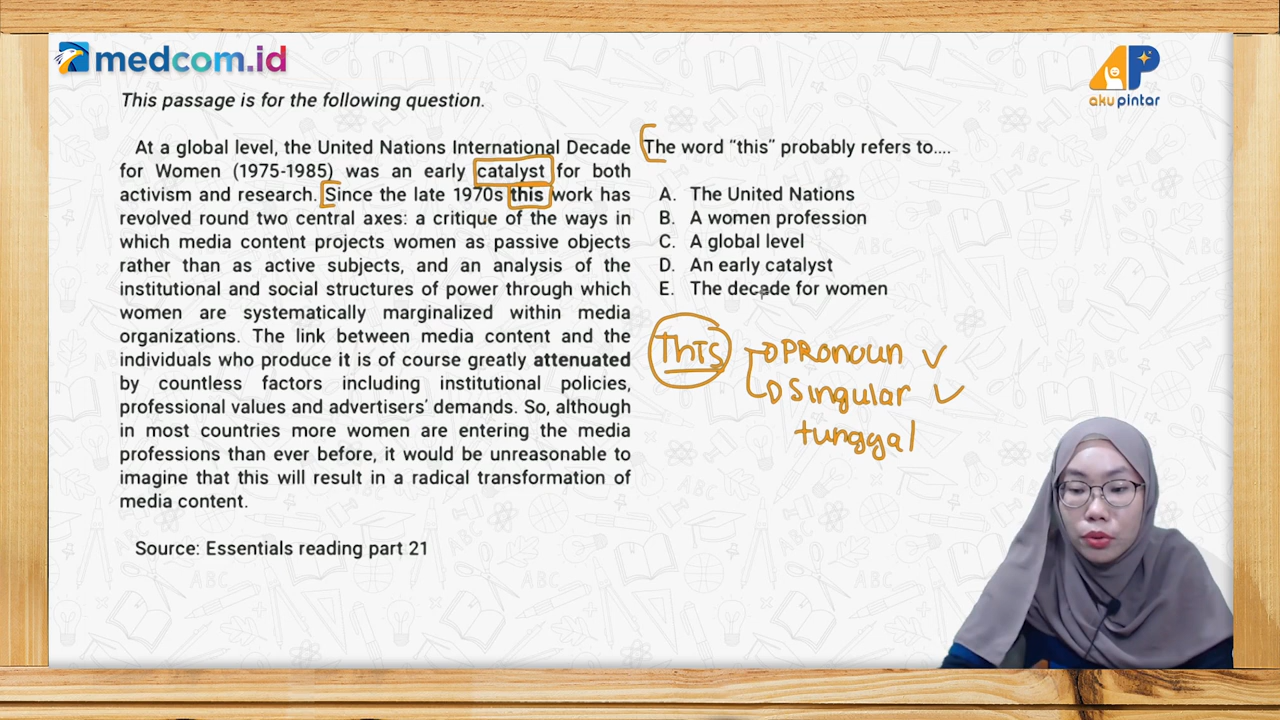 medcom.id
aku pintar
This passage is for the following question.
At a global level, the United Nations International Decade
for Women (1975-1985) was an early catalyst for both
activism and research. Since the late 1970s this work has
revolved round two central axes: a critique of the ways in
which media content projects women as passive objects
rather than as active subjects, and an analysis of the
institutional and social structures of power through which
women are systematically marginalized within media
organizations. The link between media content and the
individuals who produce it is of course greatly attenuated
by countless factors including institutional policies,
professional values and advertisers' demands. So, although
in most countries more women are entering the media
professions than ever before, it would be unreasonable to
imagine that this will result in a radical transformation of
media content.
Source: Essentials reading part 21
The word “this” probably refers to....
A. The United Nations
B. A women profession
C. A global level
D. An early catalyst
E. The decade for women
This
Pronoun
Singular
tunggal